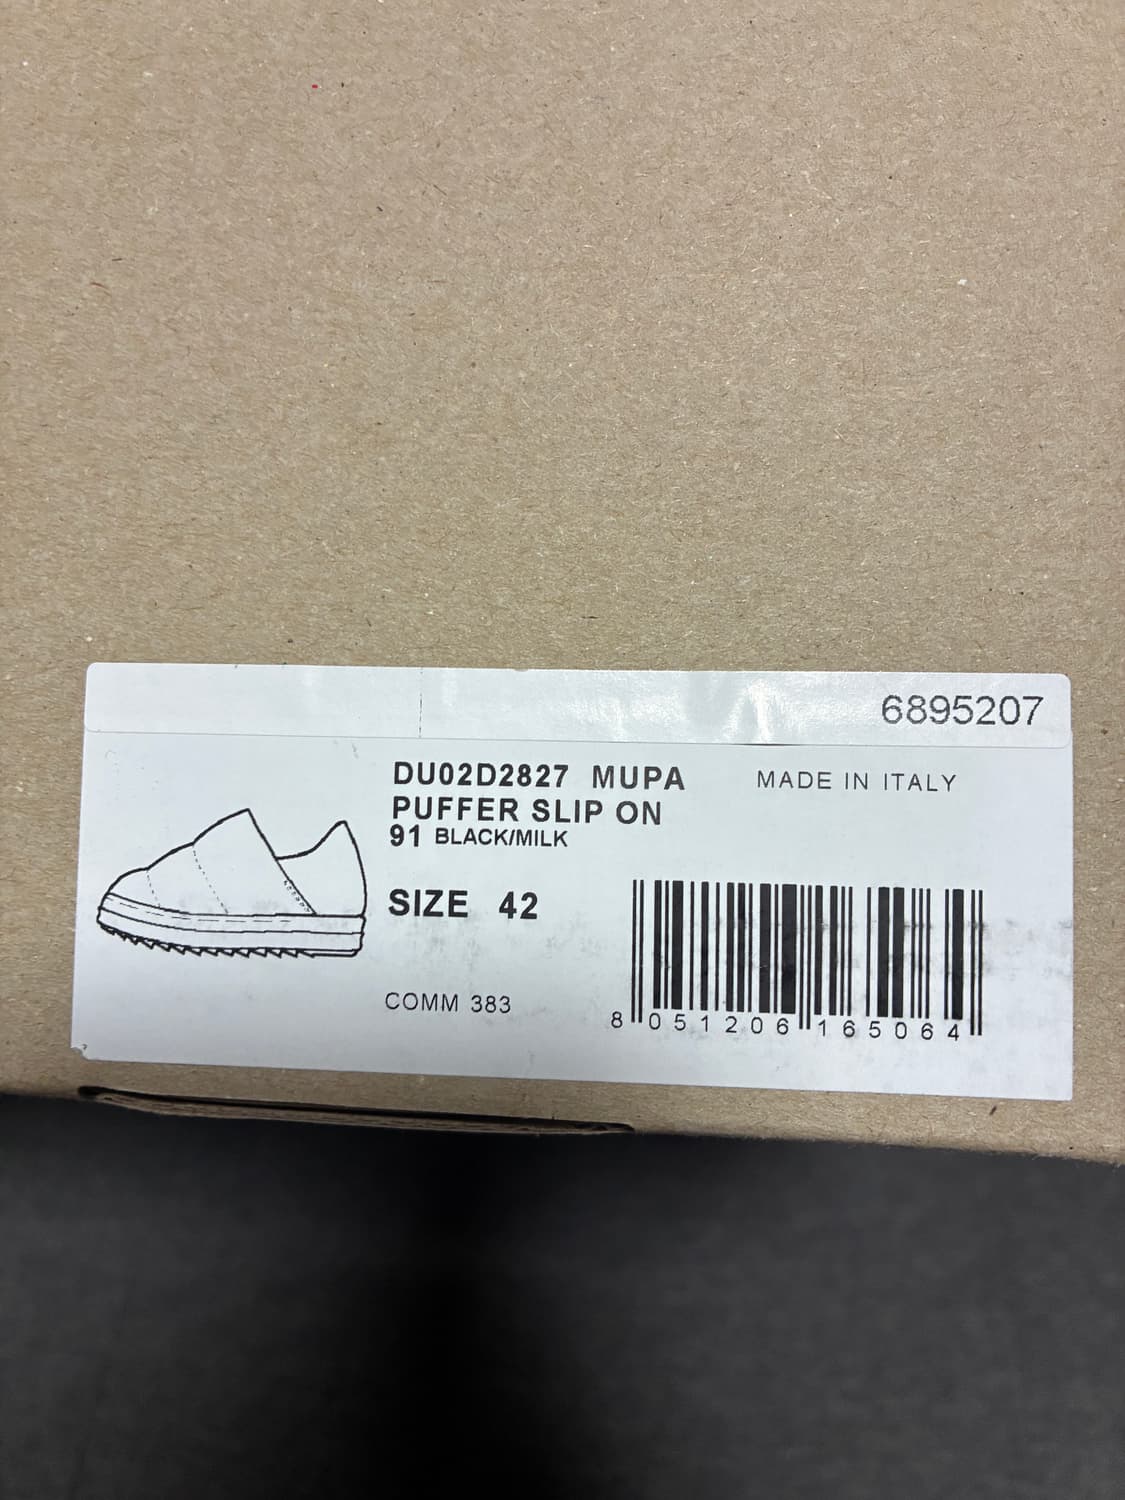 6895207
DU02D2827 MUPA
MADE IN ITALY
PUFFER SLIP ON
91 BLACK/MILK
SIZE 42
COMM 383
8 051206 165064